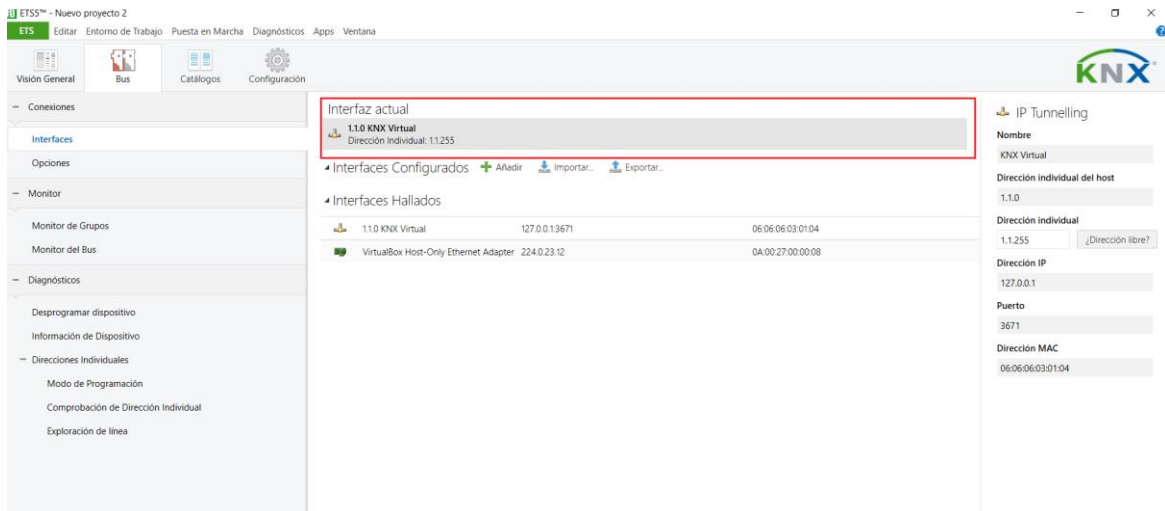 ETS5™ - Nuevo proyecto 2
ETS Editar Entorno de Trabajo Puesta en Marcha Diagnósticos Apps Ventana
Visión General Bus Catálogos Configuración
KNX
Conexiones
Interfaces
Opciones
Monitor
Monitor de Grupos
Monitor del Bus
Diagnósticos
Desprogramar dispositivo
Información de Dispositivo
Direcciones Individuales
Modo de Programación
Comprobación de Dirección Individual
Exploración de línea
Interfaz actual
1.1.0 KNX Virtual
Dirección Individual: 1.1.255
Interfaces Configurados Añadir Importar... Exportar...
Interfaces Hallados
1.1.0 KNX Virtual 127.0.0.1:3671 06:06:06:03:01:04
VirtualBox Host-Only Ethernet Adapter 224.0.23.12 0A:00:27:00:00:08
IP Tunnelling
Nombre
KNX Virtual
Dirección individual del host
1.1.0
Dirección individual
1.1.255 ¿Dirección libre?
Dirección IP
127.0.0.1
Puerto
3671
Dirección MAC
06:06:06:03:01:04